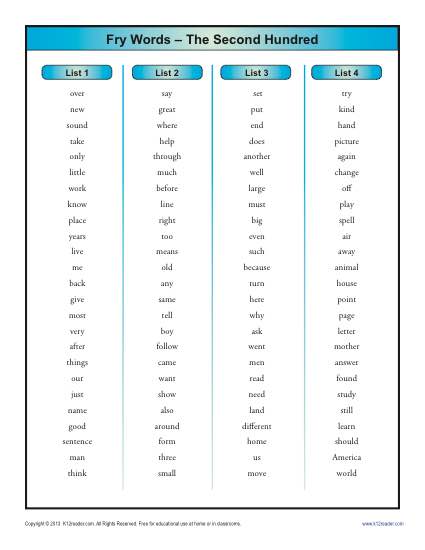 Fry Words – The Second Hundred
List 1
over
new
sound
take
only
little
work
know
place
years
live
me
back
give
most
very
after
things
our
just
name
good
sentence
man
think
List 2
say
great
where
help
through
much
before
line
right
too
means
old
any
same
tell
boy
follow
came
want
show
also
around
form
three
small
List 3
set
put
end
does
another
well
large
must
big
even
such
because
turn
here
why
ask
went
men
read
need
land
different
home
us
move
List 4
try
kind
hand
picture
again
change
off
play
spell
air
away
animal
house
point
page
letter
mother
answer
found
study
still
learn
should
America
world
Copyright © 2013 K12reader.com. All Rights Reserved. Free for educational use at home or in classrooms.
www.k12reader.com